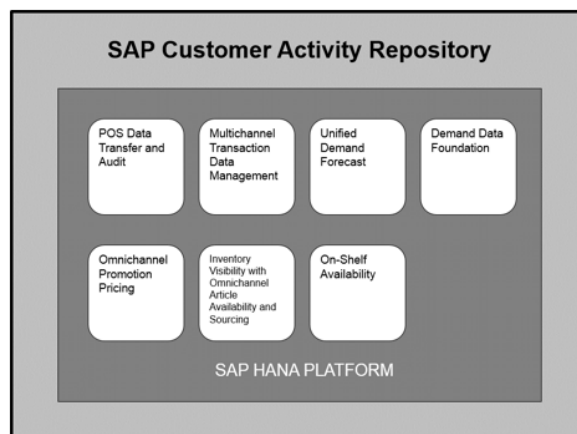 SAP Customer Activity Repository
POS Data
Transfer and
Audit
Multichannel
Transaction
Data
Management
Unified
Demand
Forecast
Demand Data
Foundation
Omnichannel
Promotion
Pricing
Inventory
Visibility with
Omnichannel
Article
Availability and
Sourcing
On-Shelf
Availability
SAP HANA PLATFORM